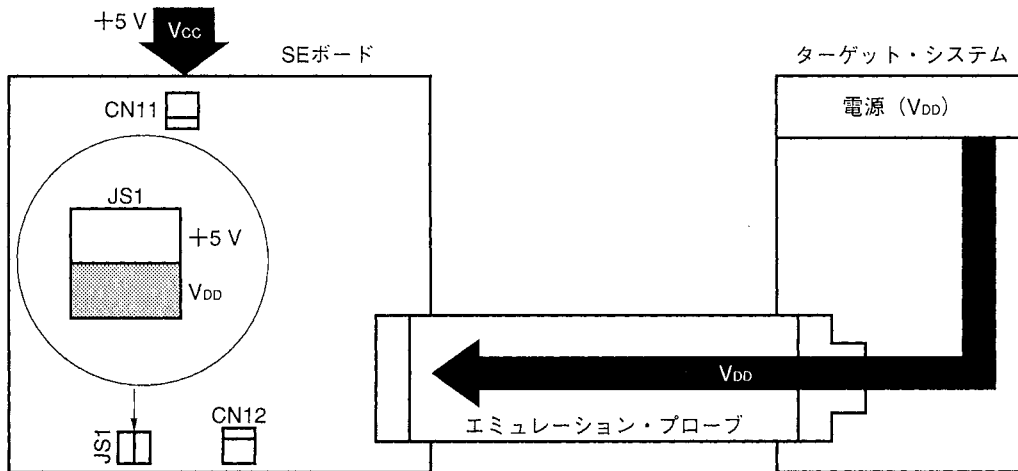 +5 V
Vcc
SEボード
CN11
JS1
+5 V
VDD
JS1
CN12
ターゲット・システム
電源（VDD）
VDD
エミュレーション・プローブ